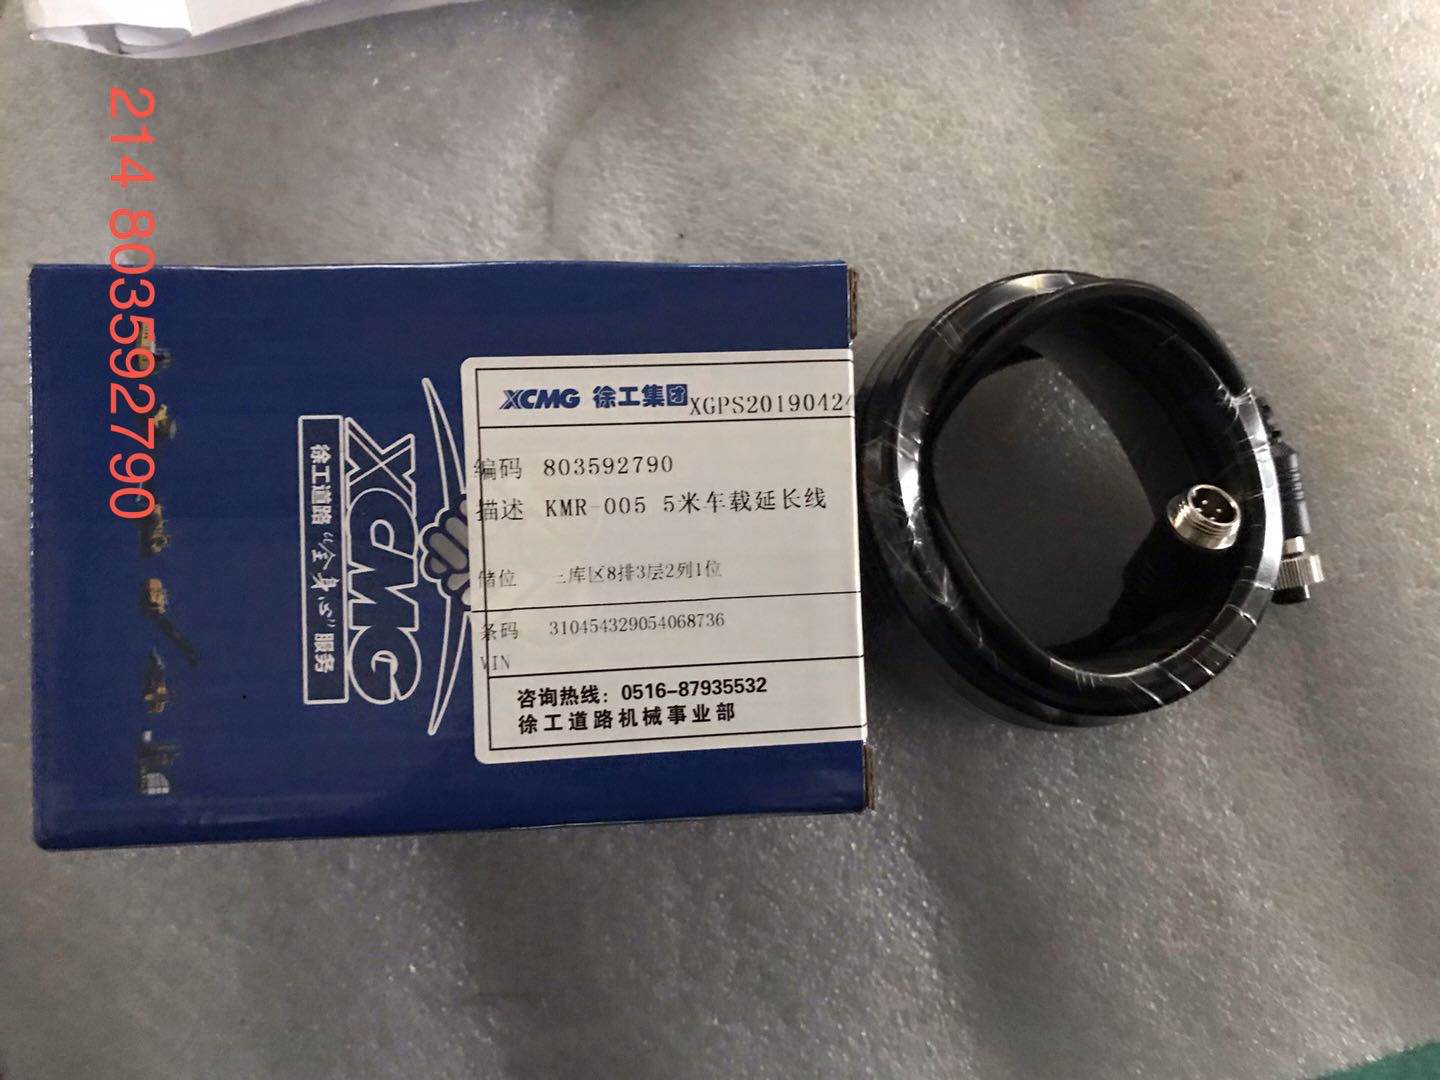 214 803592790
XCMG
徐工道路“全身心”服务
XCMG 徐工集团 XGPS20190424
编码 803592790
描述 KMR-005 5米车载延长线
储位 二库区8排3层2列1位
条码 310454329054068736
VIN
咨询热线：0516-87935532
徐工道路机械事业部